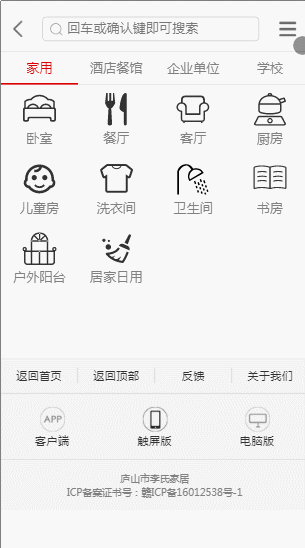 回车或确认键即可搜索
家用 酒店餐馆 企业单位 学校
卧室 餐厅 客厅 厨房
儿童房 洗衣间 卫生间 书房
户外阳台 居家日用
返回首页 返回顶部 反馈 关于我们
APP
客户端 触屏版 电脑版
庐山市李氏家居
ICP备案证书号：赣ICP备16012538号-1